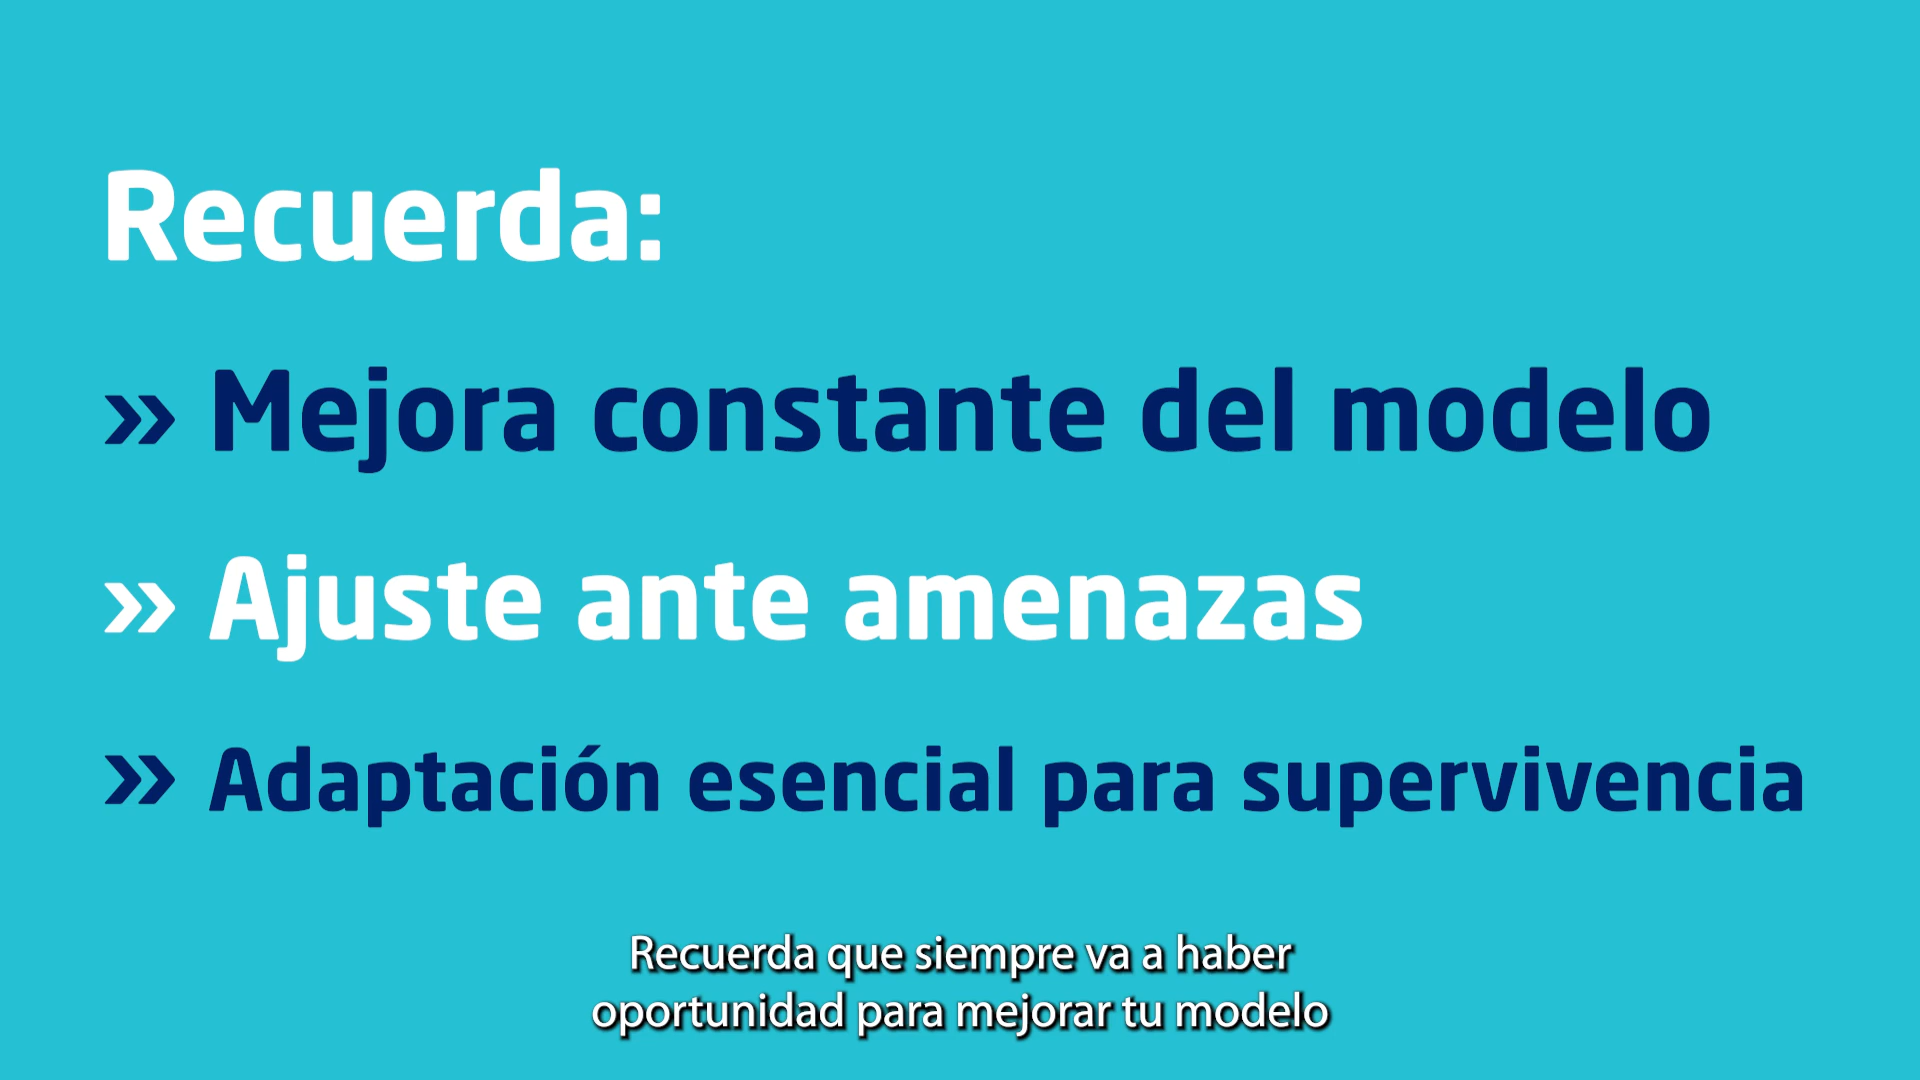 Recuerda:
» Mejora constante del modelo
» Ajuste ante amenazas
» Adaptación esencial para supervivencia
Recuerda que siempre va a haber
oportunidad para mejorar tu modelo